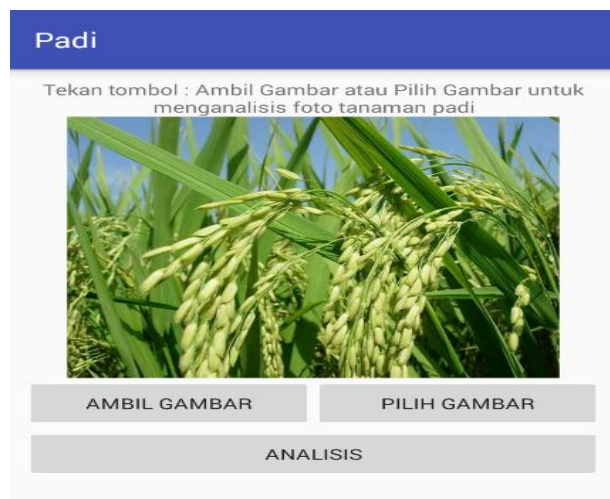 Padi
Tekan tombol : Ambil Gambar atau Pilih Gambar untuk
menganalisis foto tanaman padi
AMBIL GAMBAR
PILIH GAMBAR
ANALISIS